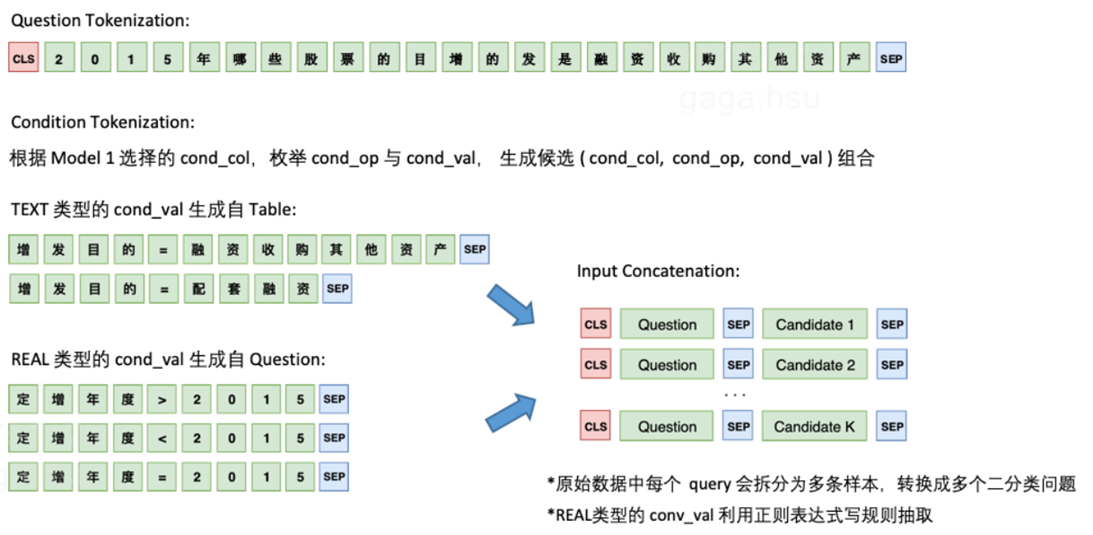 Question Tokenization:
CLS 2 0 1 5 年 哪 些 股 票 的 目 增 的 发 是 融 资 收 购 其 他 资 产 SEP
gaga.hsu
Condition Tokenization:
根据 Model 1 选择的 cond_col，枚举 cond_op 与 cond_val， 生成候选 ( cond_col, cond_op, cond_val ) 组合
TEXT 类型的 cond_val 生成自 Table:
增 发 目 的 = 融 资 收 购 其 他 资 产 SEP
增 发 目 的 = 配 套 融 资 SEP
REAL 类型的 cond_val 生成自 Question:
定 增 年 度 > 2 0 1 5 SEP
定 增 年 度 < 2 0 1 5 SEP
定 增 年 度 = 2 0 1 5 SEP
Input Concatenation:
CLS Question SEP Candidate 1 SEP
CLS Question SEP Candidate 2 SEP
· · ·
CLS Question SEP Candidate K SEP
*原始数据中每个 query 会拆分为多条样本，转换成多个二分类问题
*REAL类型的 conv_val 利用正则表达式写规则抽取